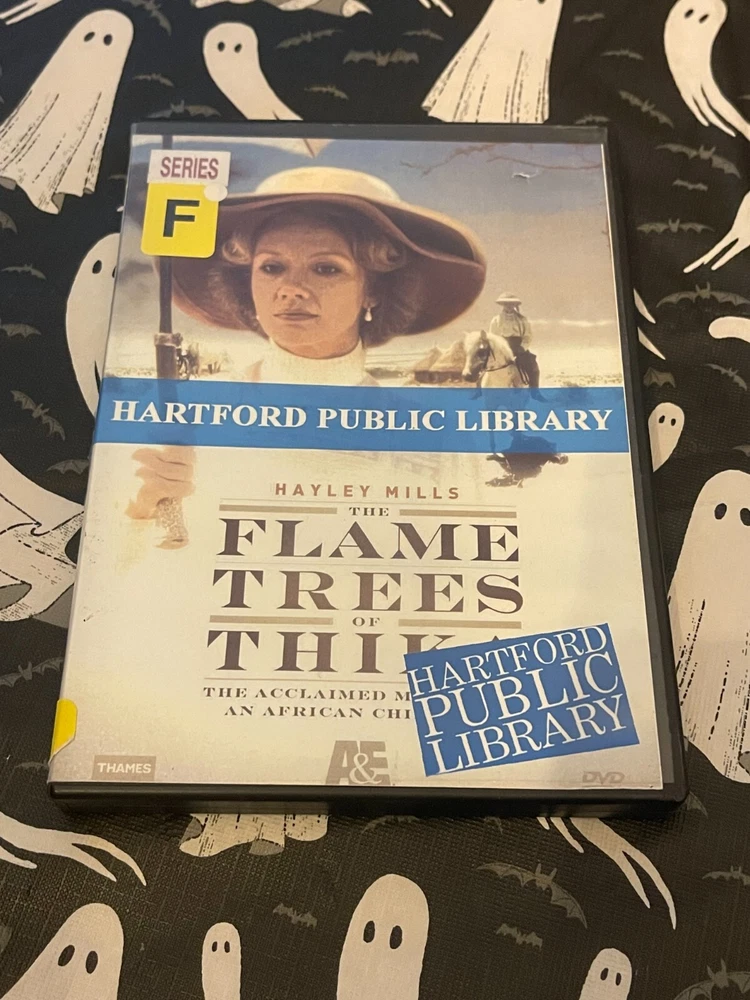 SERIES
F
HARTFORD PUBLIC LIBRARY
HAYLEY MILLS
THE
FLAME
TREES
OF
THIKA
THE ACCLAIMED
AN AFRICAN
HARTFORD
PUBLIC
LIBRARY
THAMES
A&E
DVD